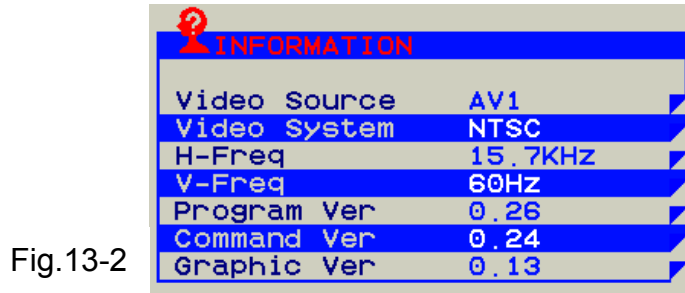 INFORMATION
Video Source AV1
Video System NTSC
H-Freq 15.7KHz
V-Freq 60Hz
Program Ver 0.26
Command Ver 0.24
Graphic Ver 0.13
Fig.13-2